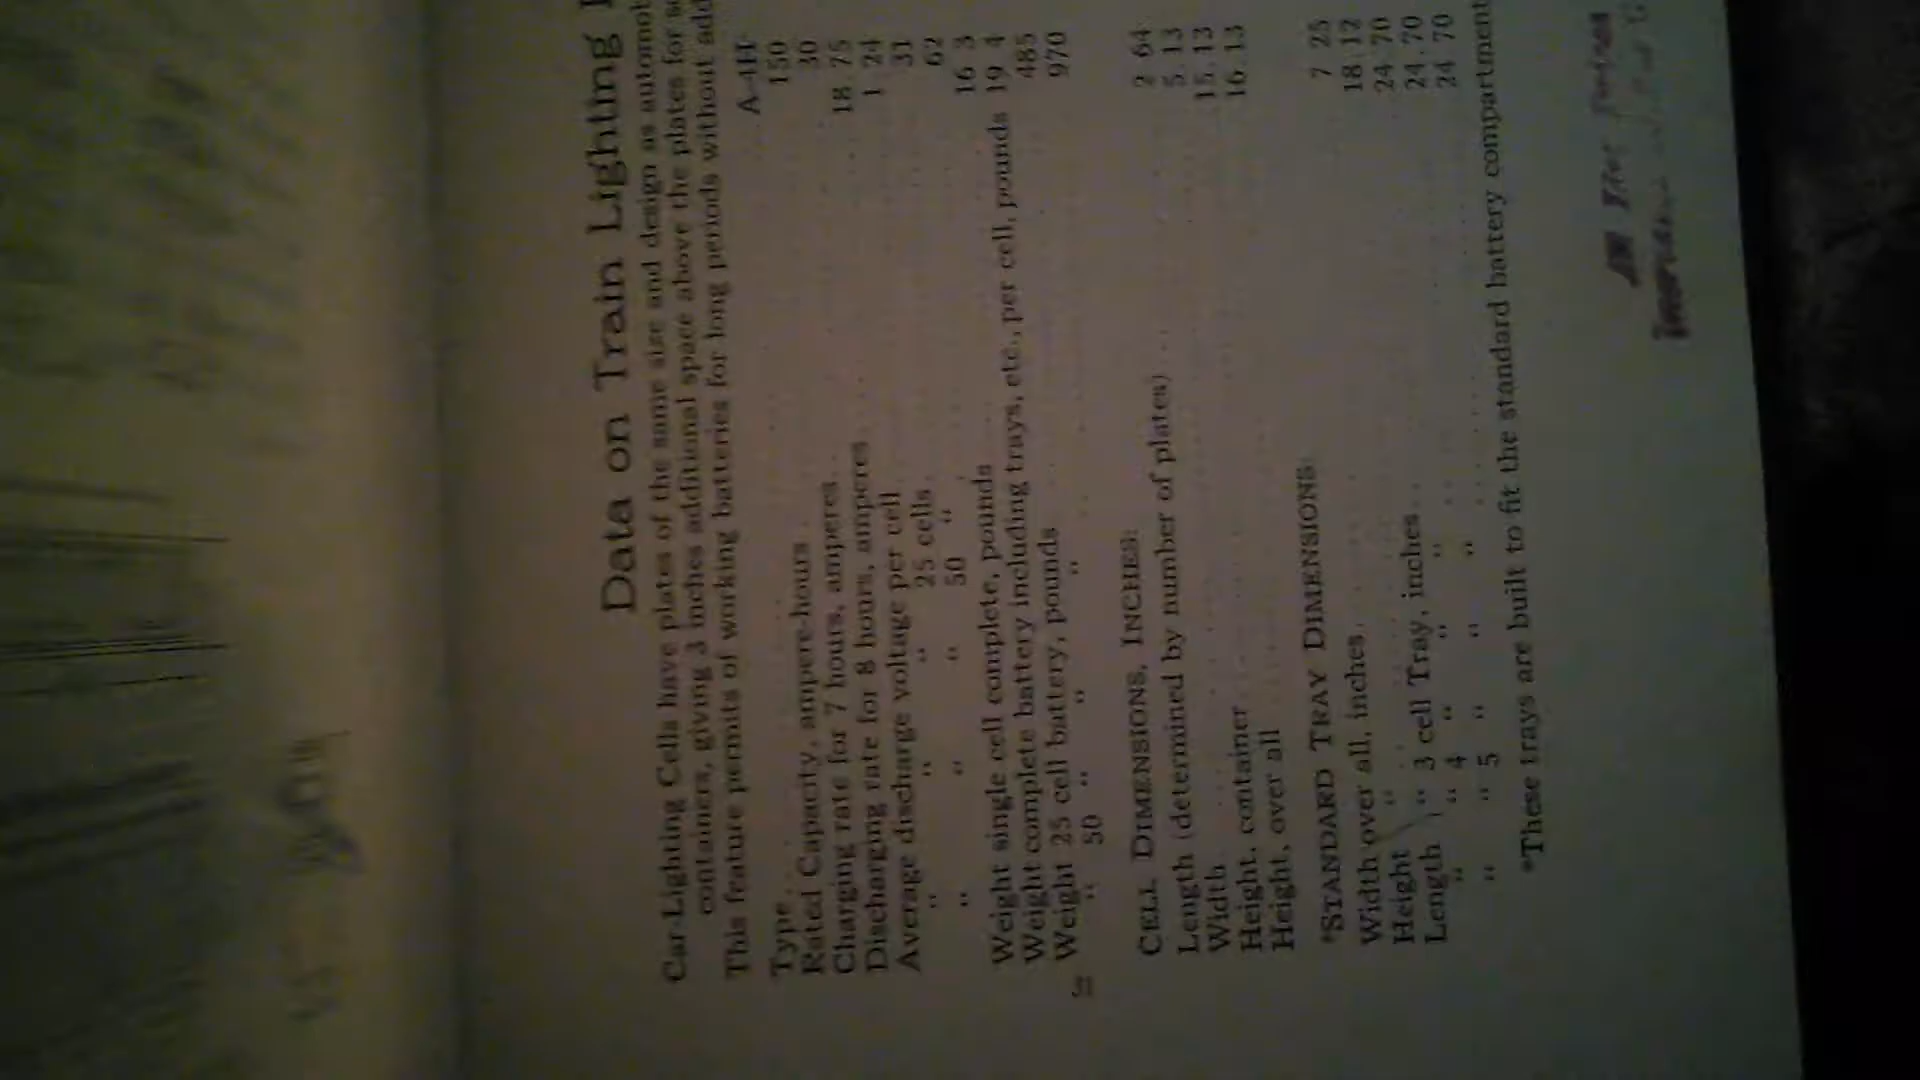 Data on Train Lighting
Car-Lighting Cells have plates of the same size and design as
containers, giving 3 inches additional space above the plates for
This feature permits of working batteries for long periods without
Type A-4H
Rated Capacity, ampere-hours 150
Charging rate for 7 hours, amperes 30
Discharging rate for 8 hours, amperes 18.75
Average discharge voltage per cell 1 24
" " " 25 cells 31
" " " 50 " 62
Weight single cell complete, pounds 16 3
Weight complete battery including trays, etc., per cell, pounds 19 4
Weight 25 cell battery, pounds 485
" 50 " " " 970
CELL DIMENSIONS, INCHES:
Length (determined by number of plates) 2 64
Width 5.13
Height, container 15.13
Height, over all 16.13
*STANDARD TRAY DIMENSIONS:
Width over all, inches 7 25
Height " 18 12
Length " 3 cell Tray, inches 24 70
" " 4 " " " 24.70
" " 5 " " " 24 70
*These trays are built to fit the standard battery compartment